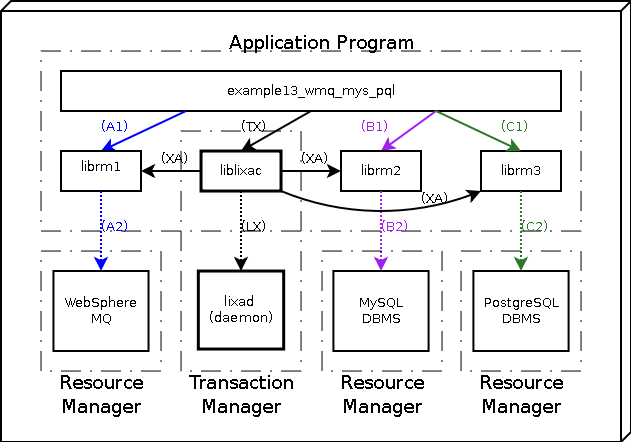 Application Program
example13_wmq_mys_pql
(A1)
(TX)
(B1)
(C1)
librm1
(XA)
liblixac
(XA)
librm2
librm3
(XA)
(A2)
(LX)
(B2)
(C2)
WebSphere
MQ
lixad
(daemon)
MySQL
DBMS
PostgreSQL
DBMS
Resource
Manager
Transaction
Manager
Resource
Manager
Resource
Manager